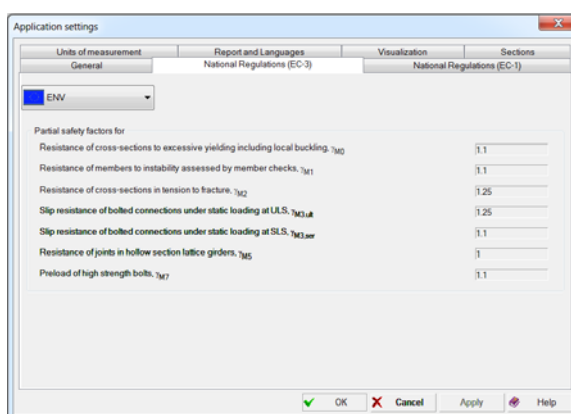 Application settings
Units of measurement Report and Languages Visualization Sections
General National Regulations (EC-3) National Regulations (EC-1)
ENV
Partial safety factors for
Resistance of cross-sections to excessive yielding including local buckling, γM0 1.1
Resistance of members to instability assessed by member checks, γM1 1.1
Resistance of cross-sections in tension to fracture, γM2 1.25
Slip resistance of bolted connections under static loading at ULS, γM3,ult 1.25
Slip resistance of bolted connections under static loading at SLS, γM3,ser 1.1
Resistance of joints in hollow section lattice girders, γM5 1
Preload of high strength bolts, γM7 1.1
OK Cancel Apply Help